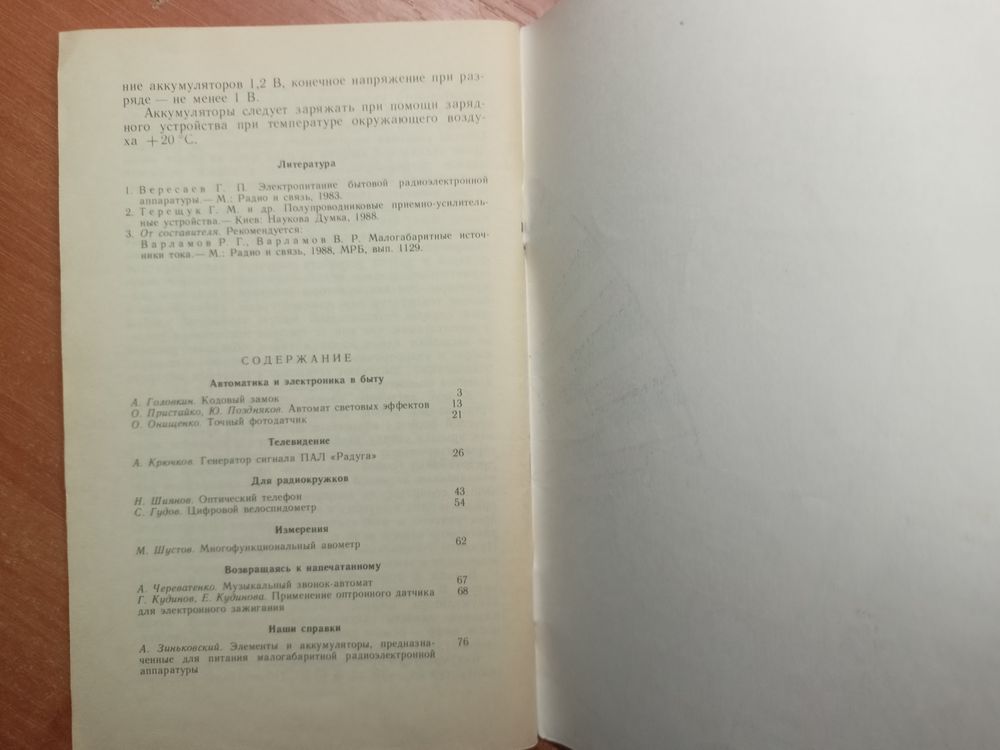 ние аккумуляторов 1,2 В, конечное напряжение при раз-
ряде — не менее 1 В.
Аккумуляторы следует заряжать при помощи заряд-
ного устройства при температуре окружающего возду-
ха +20 °С.
Литература
1. Вересаев Г. П. Электропитание бытовой радиоэлектронной
аппаратуры.— М.: Радио и связь, 1983.
2. Терещук Г. М. и др. Полупроводниковые приемно-усилитель-
ные устройства.— Киев: Наукова Думка, 1988.
3. От составителя. Рекомендуется:
Варламов Р. Г., Варламов В. Р. Малогабаритные источ-
ники тока.— М.: Радио и связь, 1988, МРБ, вып. 1129.
СОДЕРЖАНИЕ
Автоматика и электроника в быту
А. Головкин. Кодовый замок 3
О. Пристайко, Ю. Поздняков. Автомат световых эффектов 13
О. Онищенко. Точный фотодатчик 21
Телевидение
А. Крючков. Генератор сигнала ПАЛ «Радуга» 26
Для радиокружков
Н. Шиянов. Оптический телефон 43
С. Гудов. Цифровой велоспидометр 54
Измерения
М. Шустов. Многофункциональный авометр 62
Возвращаясь к напечатанному
А. Череватенко. Музыкальный звонок-автомат 67
Г. Кудинов, Е. Кудинова. Применение оптронного датчика 68
для электронного зажигания
Наши справки
А. Зиньковский. Элементы и аккумуляторы, предназна- 76
ченные для питания малогабаритной радиоэлектронной
аппаратуры